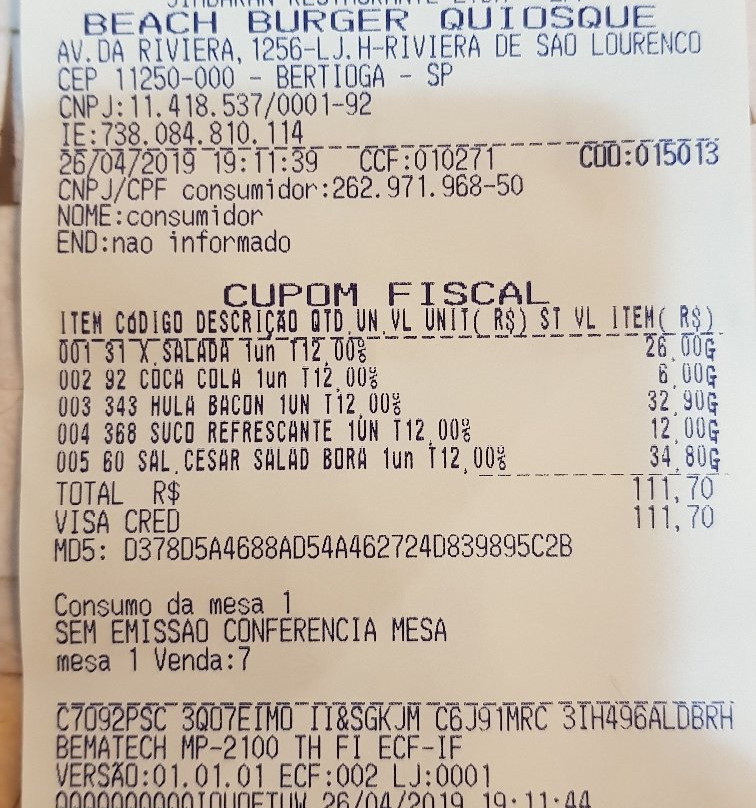 BEACH BURGER QUIOSQUE
AV.DA RIVIERA, 1256-LJ.H-RIVIERA DE SAO LOURENCO
CEP 11250-000 - BERTIOGA - SP
CNPJ:11.418.537/0001-92
IE:738.084.810.114
26/04/2019 19:11:39 CCF:010271 COO:015013
CNPJ/CPF consumidor:262.971.968-50
NOME:consumidor
END:nao informado
CUPOM FISCAL
ITEM CóDIGO DESCRIÇÃO QTD.UN.VL UNIT( R$) ST VL ITEM( R$)
001 31 X.SALADA 1un T12,00% 26,00G
002 92 COCA COLA 1un T12,00% 6,00G
003 343 HULA BACON 1UN T12,00% 32,90G
004 368 SUCO REFRESCANTE 1UN T12,00% 12,00G
005 60 SAL.CESAR SALAD BORA 1un T12,00% 34,80G
TOTAL R$ 111,70
VISA CRED 111,70
MD5: D378D5A4688AD54A462724D839895C2B
Consumo da mesa 1
SEM EMISSAO CONFERENCIA MESA
mesa 1 Venda:7
C7092PSC 3Q07EIMO II&SGKJM C6J91MRC 3IH496ALDBRH
BEMATECH MP-2100 TH FI ECF-IF
VERSÃO:01.01.01 ECF:002 LJ:0001
26/04/2019 19:11:44